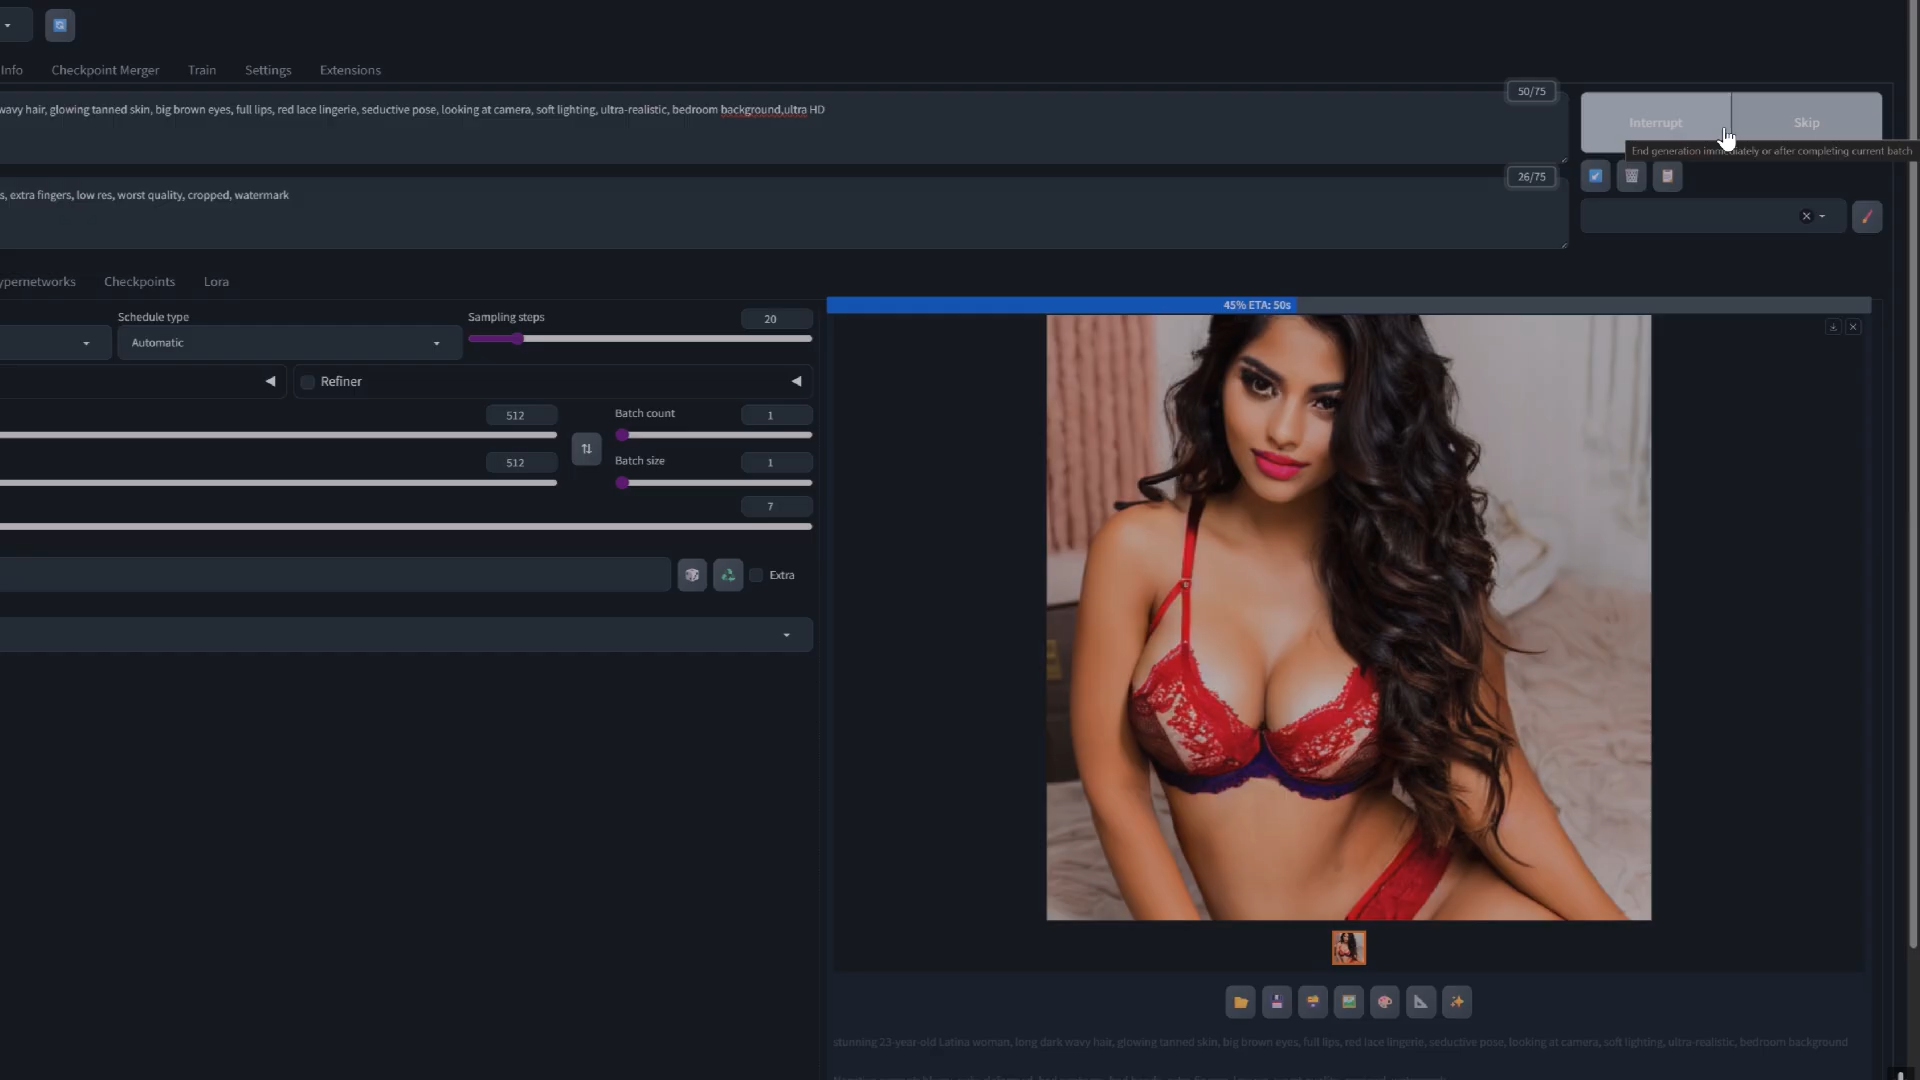 Info Checkpoint Merger Train Settings Extensions
50/75
wavy hair, glowing tanned skin, big brown eyes, full lips, red lace lingerie, seductive pose, looking at camera, soft lighting, ultra-realistic, bedroom background,ultra HD
Interrupt Skip
End generation immediately or after completing current batch
26/75
s, extra fingers, low res, worst quality, cropped, watermark
ypernetworks Checkpoints Lora
45% ETA: 50s
Schedule type Sampling steps 20
Automatic
Refiner
512 Batch count 1
512 Batch size 1
7
Extra
stunning 23-year-old Latina woman, long dark wavy hair, glowing tanned skin, big brown eyes, full lips, red lace lingerie, seductive pose, looking at camera, soft lighting, ultra-realistic, bedroom background